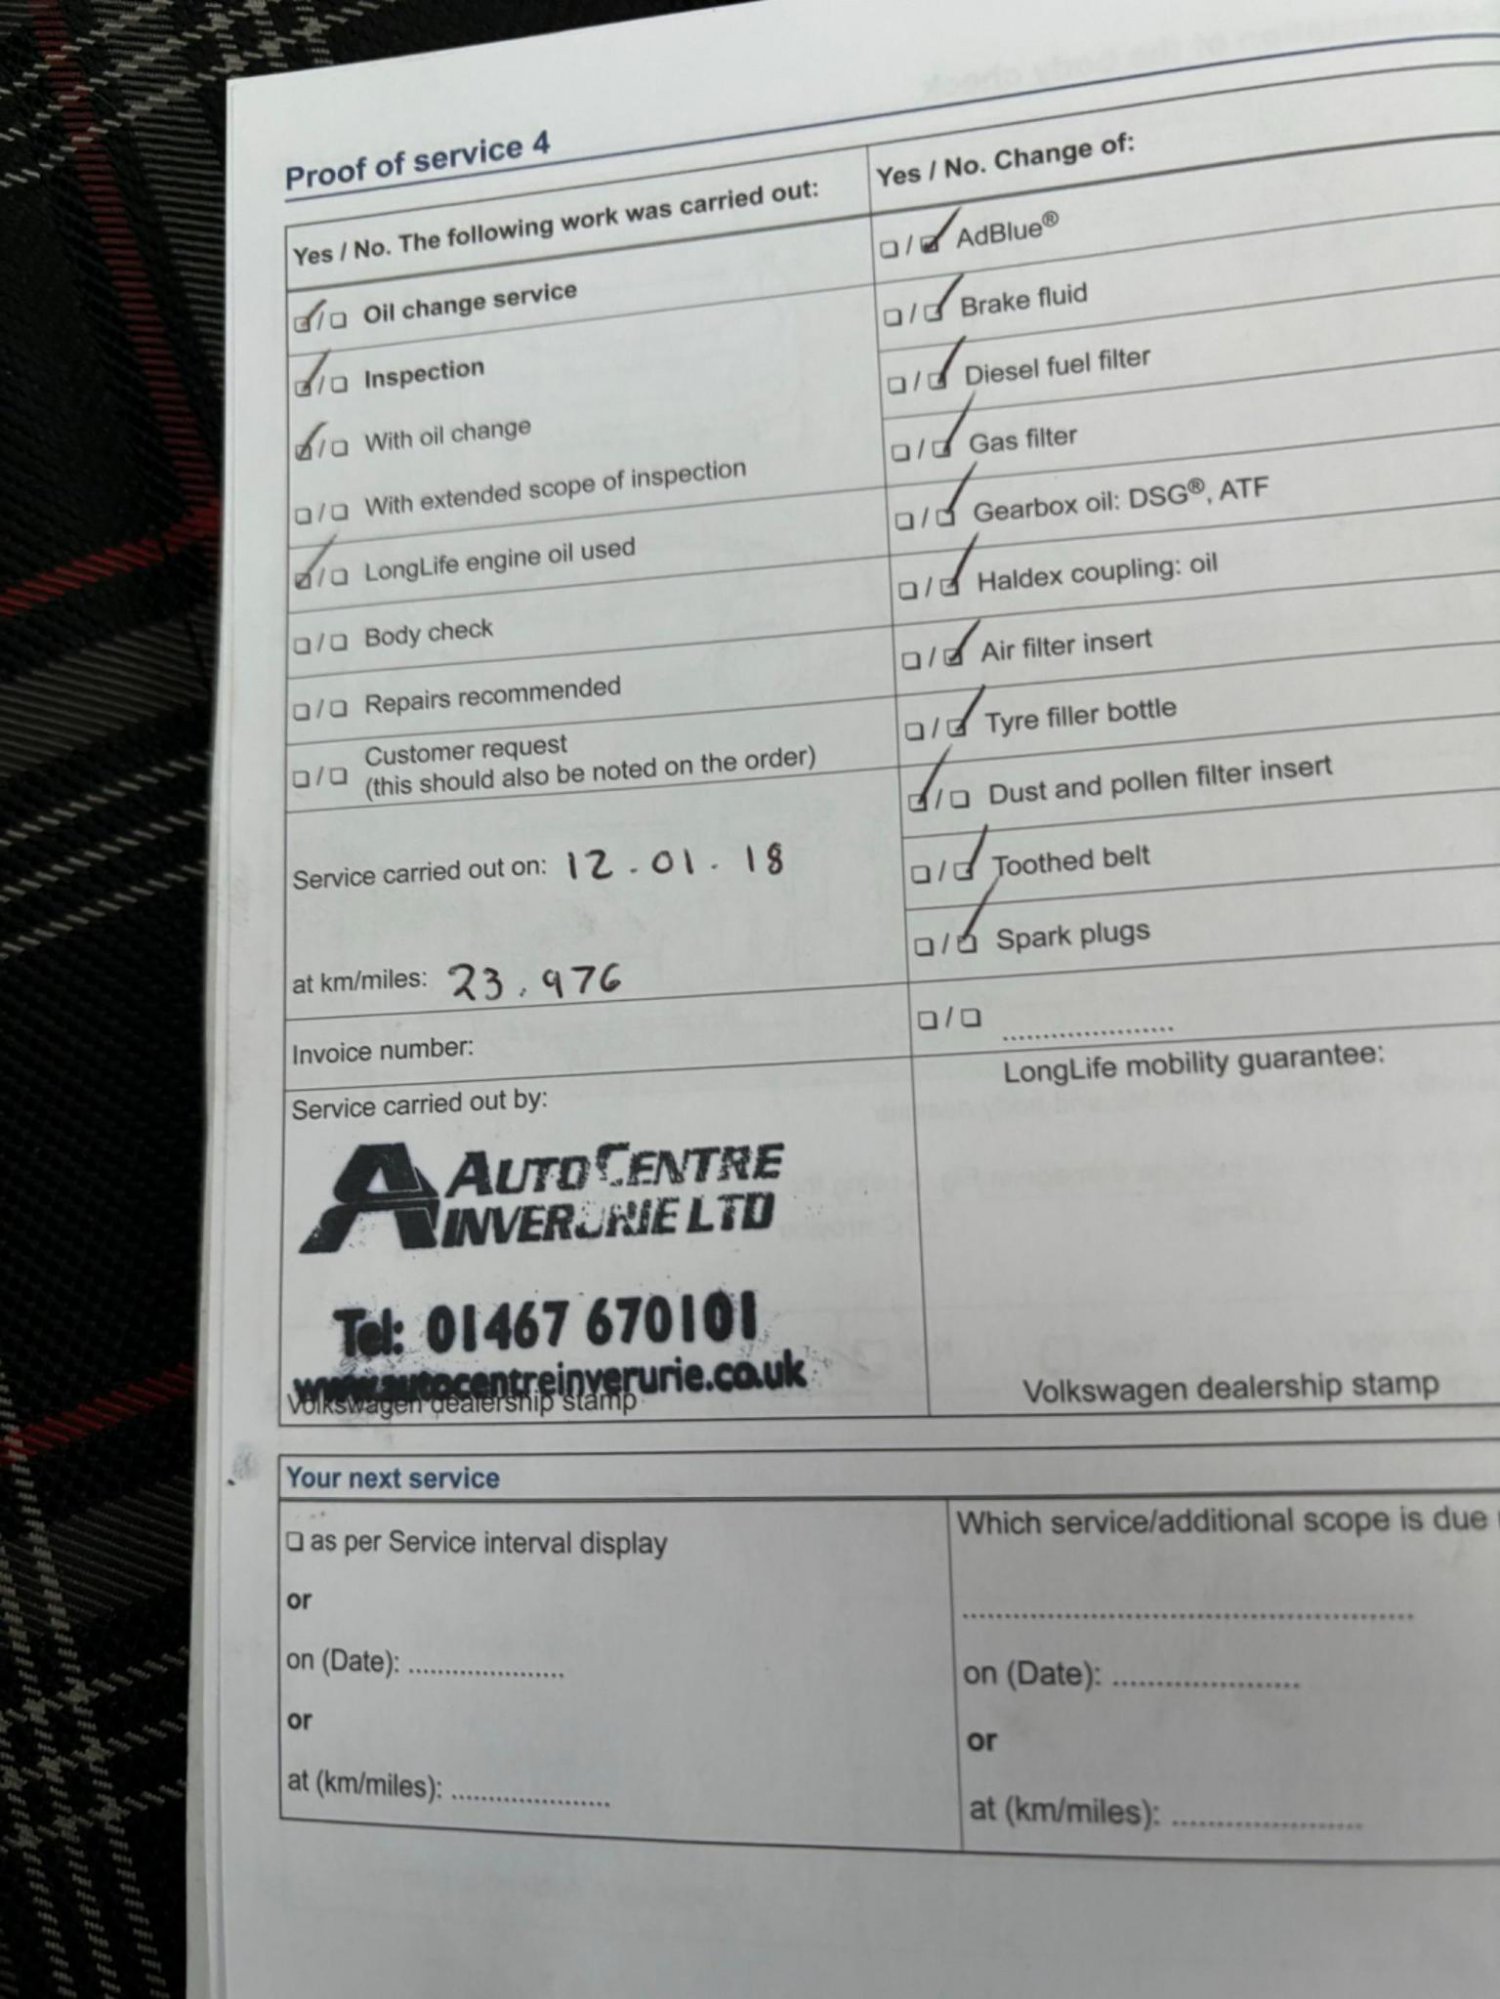 Proof of service 4
Yes / No. The following work was carried out:
Oil change service
Inspection
With oil change
With extended scope of inspection
LongLife engine oil used
Body check
Repairs recommended
Customer request
(this should also be noted on the order)
Service carried out on: 12.01.18
at km/miles: 23,976
Invoice number:
Service carried out by:
AUTO CENTRE
INVERURIE LTD
Tel: 01467 670101
www.autocentreinverurie.co.uk
Volkswagen dealership stamp
Yes / No. Change of:
AdBlue®
Brake fluid
Diesel fuel filter
Gas filter
Gearbox oil: DSG®, ATF
Haldex coupling: oil
Air filter insert
Tyre filler bottle
Dust and pollen filter insert
Toothed belt
Spark plugs
....................
LongLife mobility guarantee:
Volkswagen dealership stamp
Your next service
as per Service interval display
or
on (Date): ....................
or
at (km/miles): ....................
Which service/additional scope is due
............................................................
on (Date): ........................
or
at (km/miles): ........................